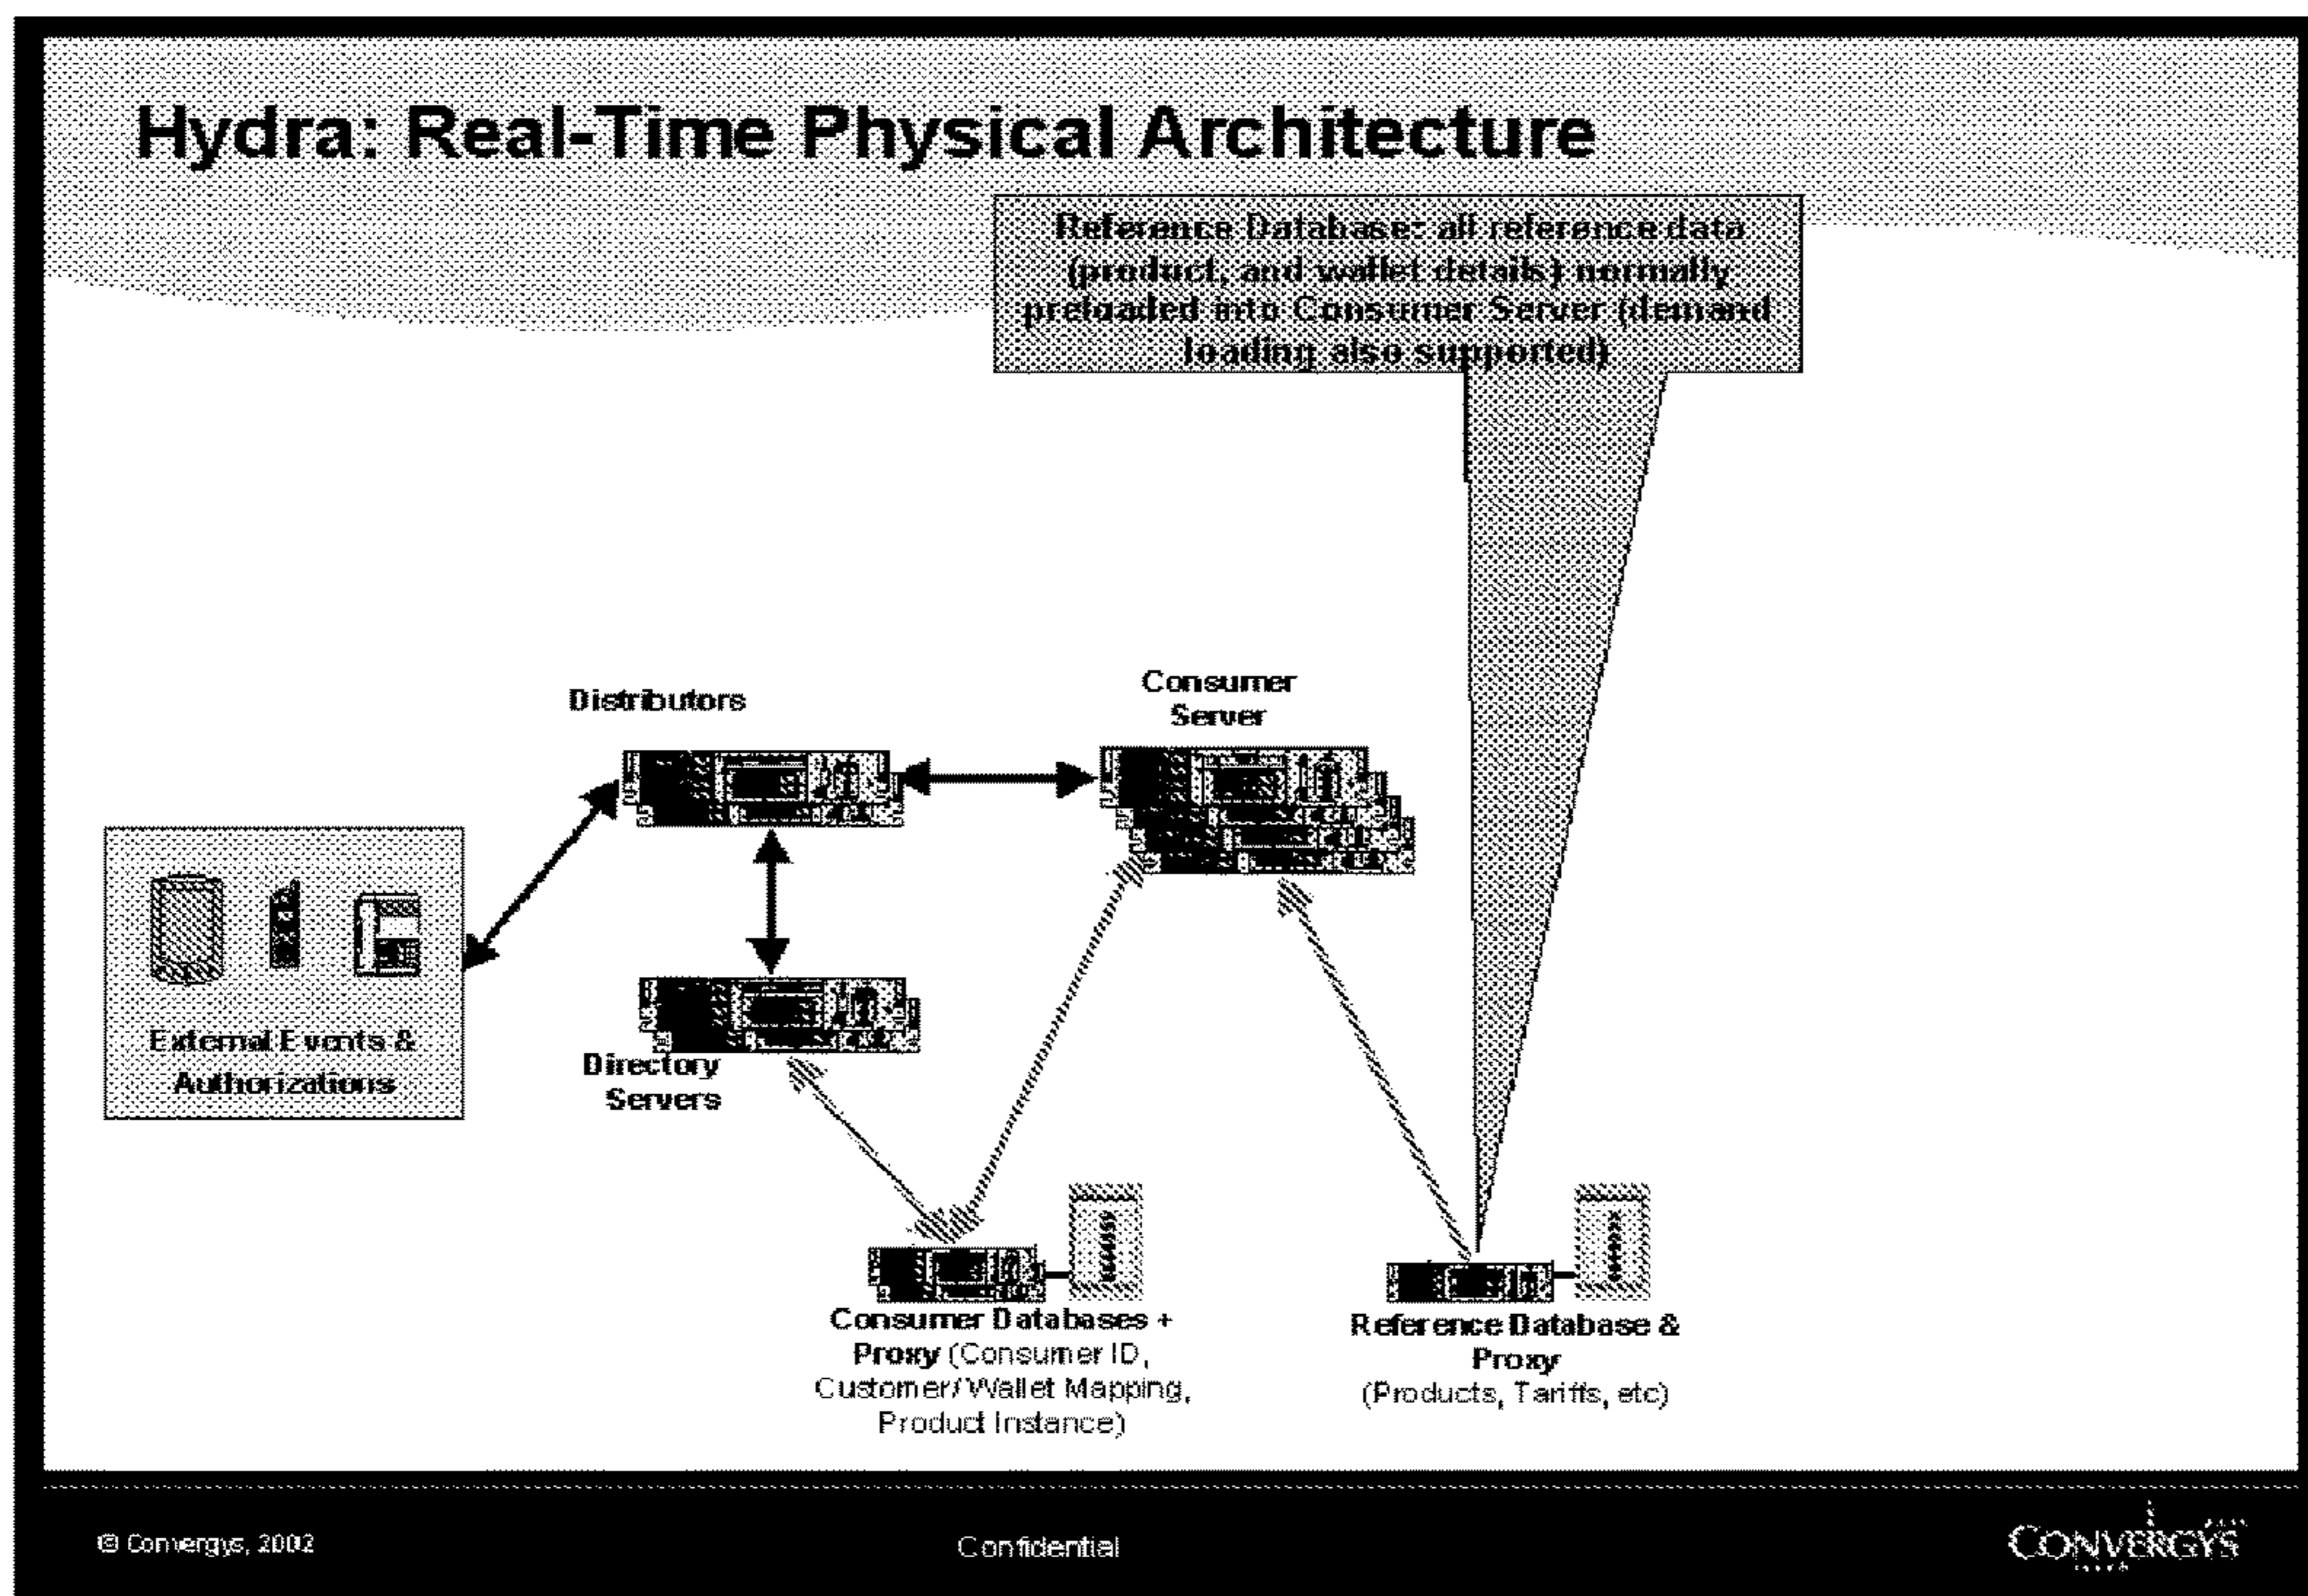 Hydra: Real-Time Physical Architecture
Reference Database: all reference data
(product, and wallet details) normally
preloaded into Consumer Server (demand
loading also supported)
Distributors
Consumer
Server
External Events &
Authorizations
Directory
Servers
Consumer Databases +
Proxy (Consumer ID,
Customer/Wallet Mapping,
Product Instance)
Reference Database &
Proxy
(Products, Tariffs, etc)
© Convergys, 2002
Confidential
CONVERGYS